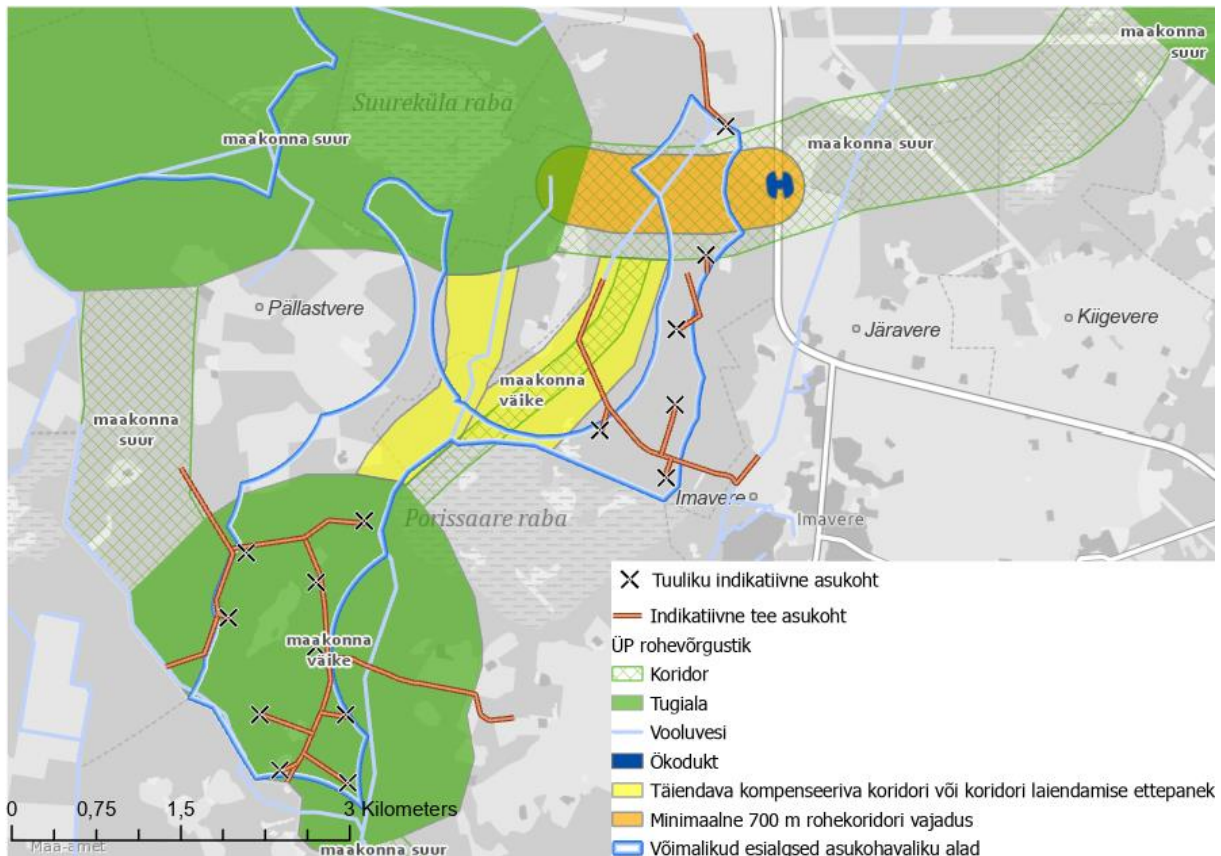 maakonna
suur
Suureküla raba
maakonna suur
maakonna suur
Pällastvere
Järavere
Kiigevere
maakonna
väike
maakonna
suur
Imavere
Porissaare raba
Imavere
maakonna
väike
Tuuliku indikatiivne asukoht
Indikatiivne tee asukoht
ÜP rohevõrgustik
Koridor
Tugiala
Vooluvesi
Ökodukt
Täiendava kompenseeriva koridori või koridori laiendamise ettepanek
Minimaalne 700 m rohekoridori vajadus
Võimalikud esialgsed asukohavaliku alad
0 0,75 1,5 3 Kilometers
Maa-amet
maakonna suur